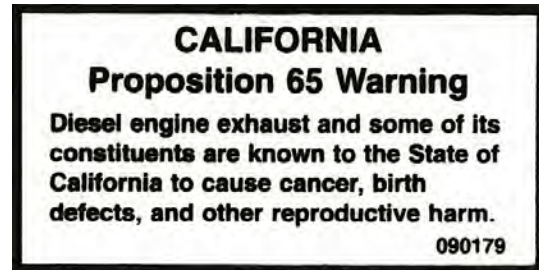 CALIFORNIA
Proposition 65 Warning
Diesel engine exhaust and some of its
constituents are known to the State of
California to cause cancer, birth
defects, and other reproductive harm.
090179